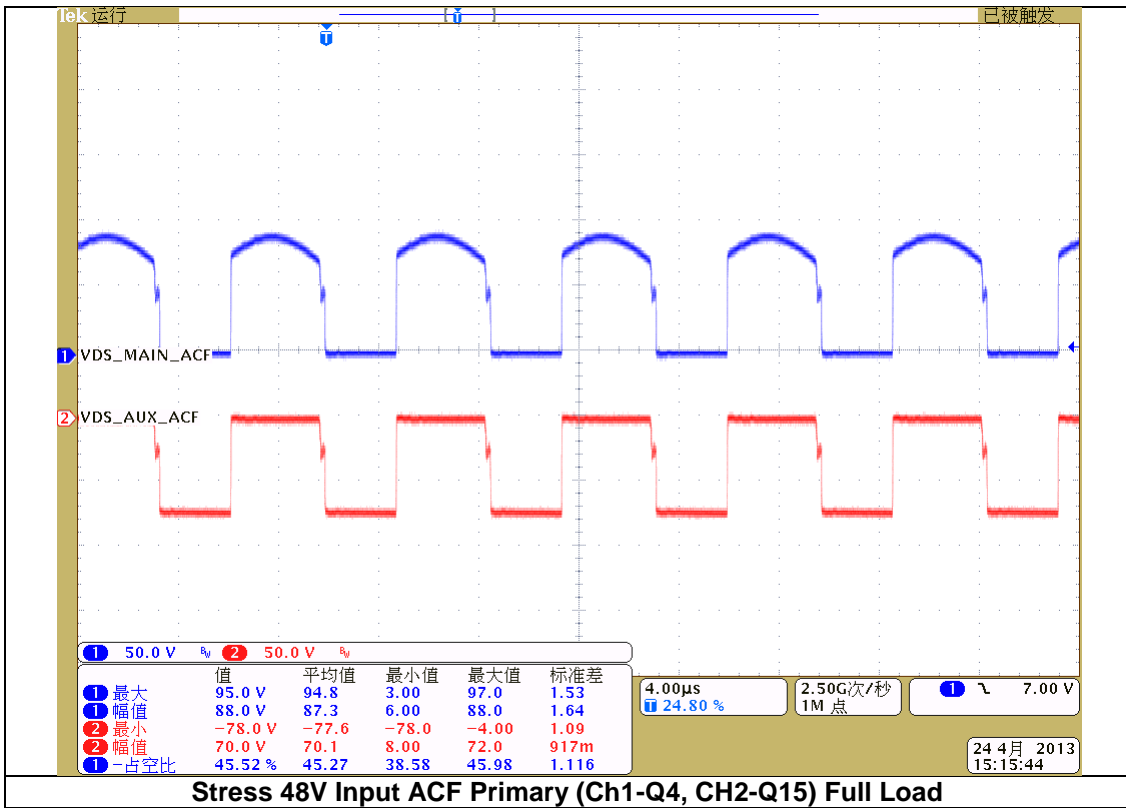 Tek 运行 [ T ] 已被触发
T
1 VDS_MAIN_ACF
2 VDS_AUX_ACF
1 50.0 V BW 2 50.0 V BW
值 平均值 最小值 最大值 标准差
1 最大 95.0 V 94.8 3.00 97.0 1.53
1 幅值 88.0 V 87.3 6.00 88.0 1.64
2 最小 −78.0 V −77.6 −78.0 −4.00 1.09
2 幅值 70.0 V 70.1 8.00 72.0 917m
1 −占空比 45.52 % 45.27 38.58 45.98 1.116
4.00µs
T 24.80 %
2.50G次/秒
1M 点
1 7.00 V
24 4月 2013
15:15:44
Stress 48V Input ACF Primary (Ch1-Q4, CH2-Q15) Full Load